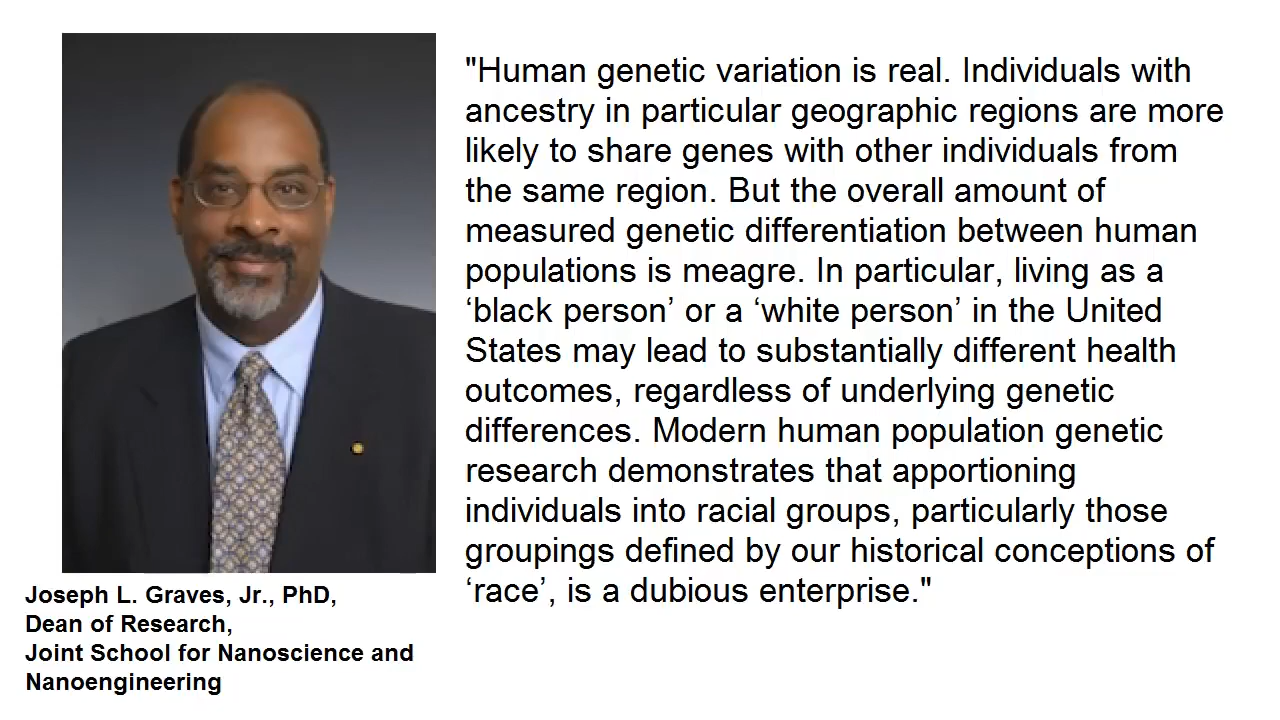 "Human genetic variation is real. Individuals with
ancestry in particular geographic regions are more
likely to share genes with other individuals from
the same region. But the overall amount of
measured genetic differentiation between human
populations is meagre. In particular, living as a
‘black person’ or a ‘white person’ in the United
States may lead to substantially different health
outcomes, regardless of underlying genetic
differences. Modern human population genetic
research demonstrates that apportioning
individuals into racial groups, particularly those
groupings defined by our historical conceptions of
‘race’, is a dubious enterprise."
Joseph L. Graves, Jr., PhD,
Dean of Research,
Joint School for Nanoscience and
Nanoengineering